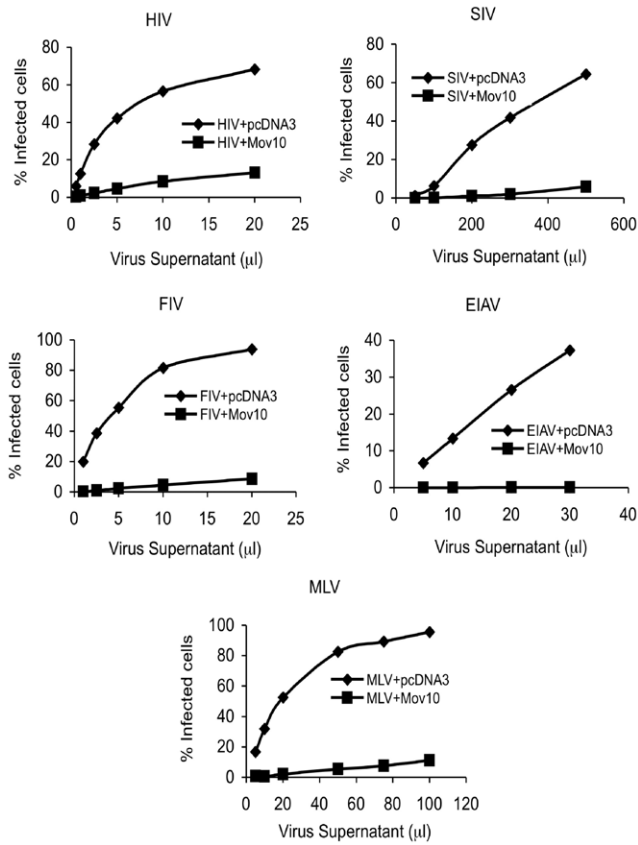 HIV
% Infected cells
80
60
40
20
0
0 5 10 15 20 25
HIV+pcDNA3
HIV+Mov10
Virus Supernatant (μl)
SIV
% Infected cells
80
60
40
20
0
0 200 400 600
SIV+pcDNA3
SIV+Mov10
Virus Supernatant (μl)
FIV
% Infected cells
100
80
60
40
20
0
0 5 10 15 20 25
FIV+pcDNA3
FIV+Mov10
Virus Supernatant (μl)
EIAV
% Infected cells
40
30
20
10
0
0 10 20 30 40
EIAV+pcDNA3
EIAV+Mov10
Virus Supernatant (μl)
MLV
% Infected cells
100
80
60
40
20
0
0 20 40 60 80 100 120
MLV+pcDNA3
MLV+Mov10
Virus Supernatant (μl)